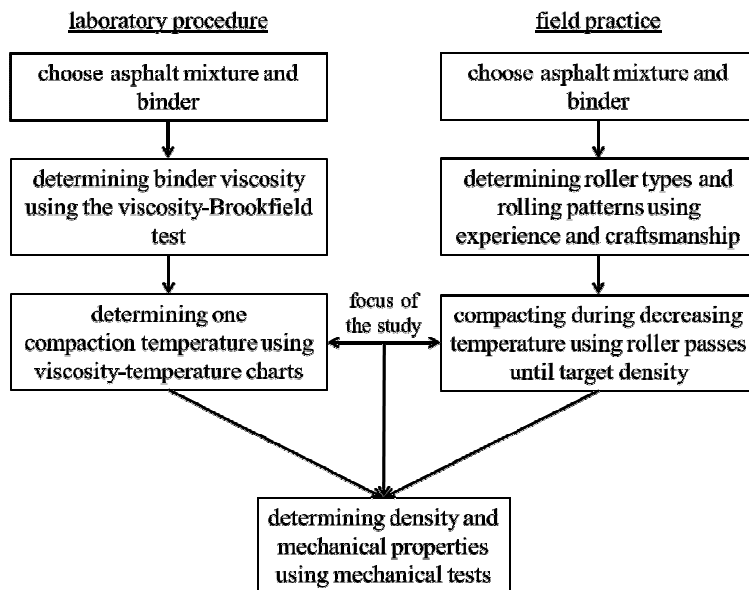 laboratory procedure
choose asphalt mixture and
binder
determining binder viscosity
using the viscosity-Brookfield
test
determining one
compaction temperature using
viscosity-temperature charts
field practice
choose asphalt mixture and
binder
determining roller types and
rolling patterns using
experience and craftsmanship
compacting during decreasing
temperature using roller passes
until target density
focus of
the study
determining density and
mechanical properties
using mechanical tests